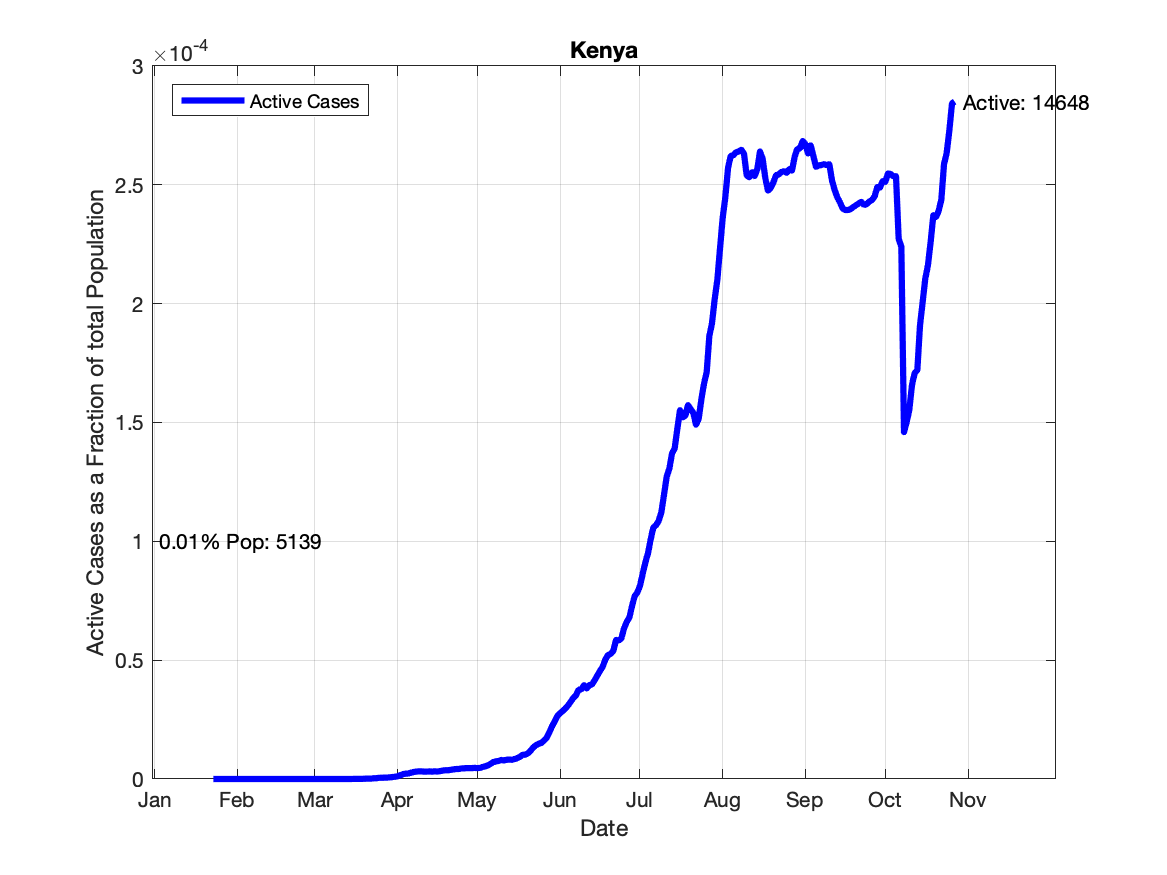 Kenya
×10-4
3
Active Cases
Active: 14648
2.5
2
1.5
1
0.01% Pop: 5139
0.5
0
Active Cases as a Fraction of total Population
Jan Feb Mar Apr May Jun Jul Aug Sep Oct Nov
Date